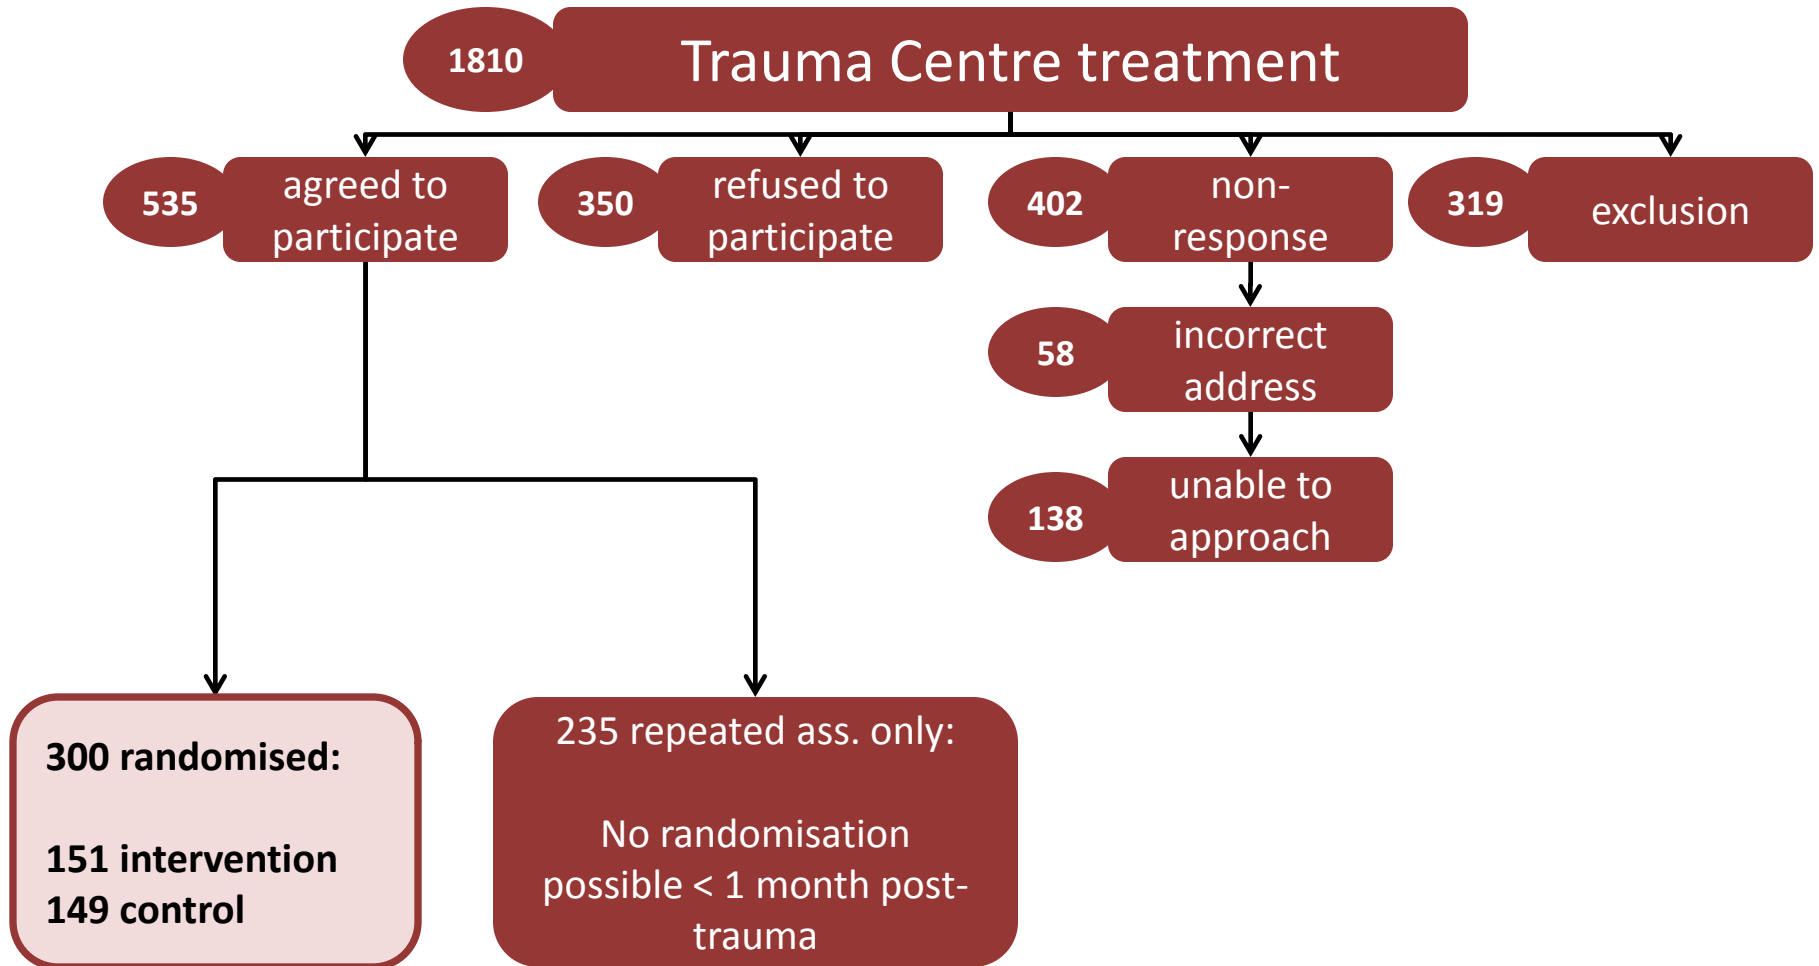 1810
Trauma Centre treatment
535
agreed to
participate
350
refused to
participate
402
non-
response
319
exclusion
58
incorrect
address
138
unable to
approach
300 randomised:
151 intervention
149 control
235 repeated ass. only:
No randomisation
possible < 1 month post-
trauma